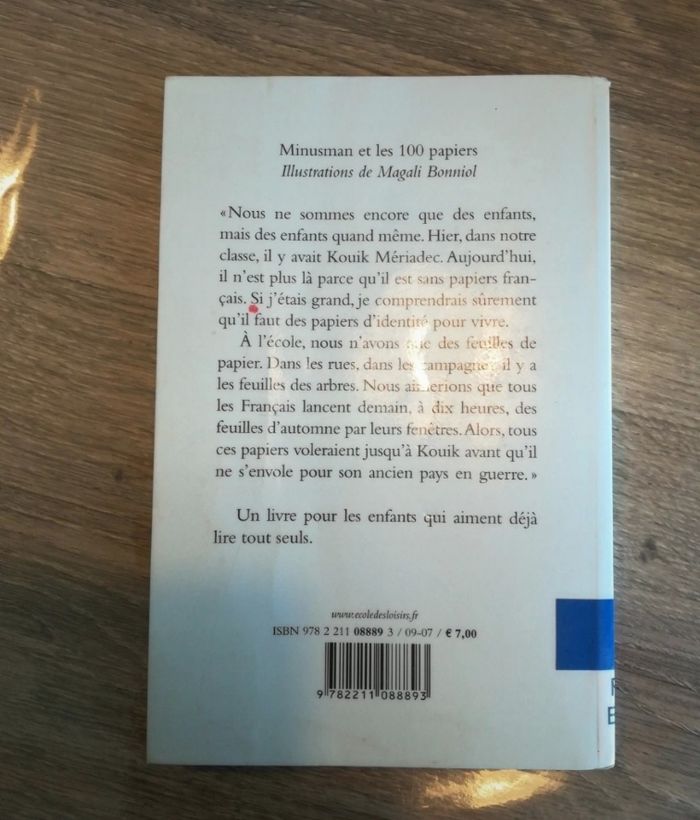 Minusman et les 100 papiers
Illustrations de Magali Bonniol
« Nous ne sommes encore que des enfants,
mais des enfants quand même. Hier, dans notre
classe, il y avait Kouik Mériadec. Aujourd'hui,
il n'est plus là parce qu'il est sans papiers fran-
çais. Si j'étais grand, je comprendrais sûrement
qu'il faut des papiers d'identité pour vivre.
À l'école, nous n'avons que des feuilles de
papier. Dans les rues, dans les campagnes, il y a
les feuilles des arbres. Nous aimerions que tous
les Français lancent demain, à dix heures, des
feuilles d'automne par leurs fenêtres. Alors, tous
ces papiers voleraient jusqu'à Kouik avant qu'il
ne s'envole pour son ancien pays en guerre. »
Un livre pour les enfants qui aiment déjà
lire tout seuls.
www.ecoledesloisirs.fr
ISBN 978 2 211 08889 3 / 09-07 / € 7,00
9 782211 088893